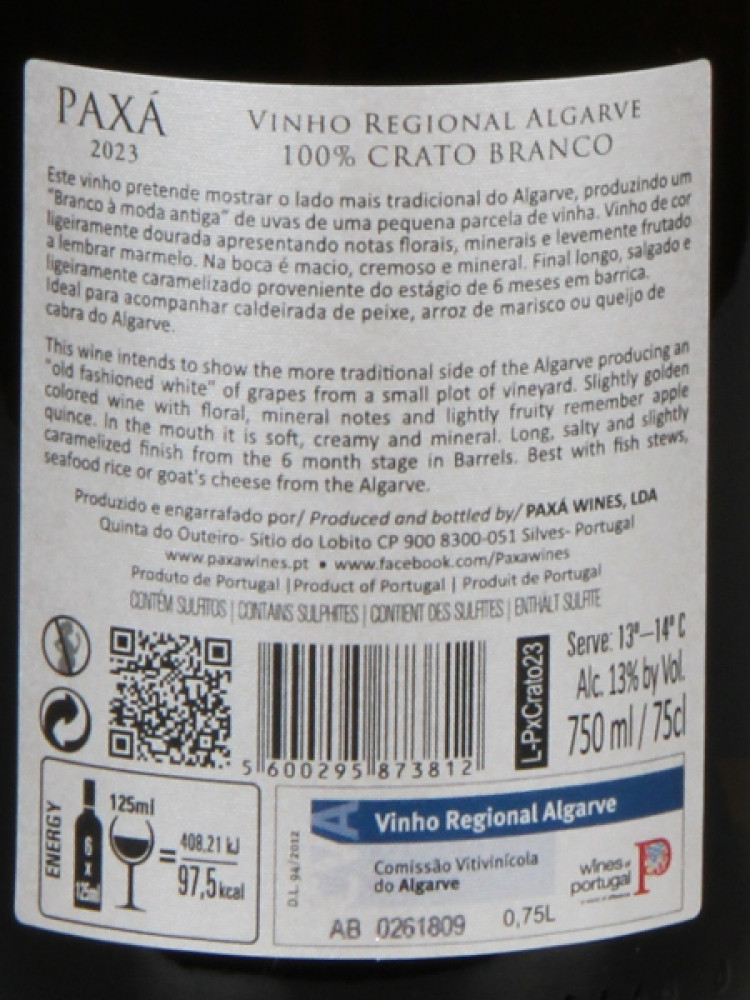 PAXÁ
2023
VINHO REGIONAL ALGARVE
100% CRATO BRANCO
Este vinho pretende mostrar o lado mais tradicional do Algarve, produzindo um
"Branco à moda antiga" de uvas de uma pequena parcela de vinha. Vinho de cor
ligeiramente dourada apresentando notas florais, minerais e levemente frutado
a lembrar marmelo. Na boca é macio, cremoso e mineral. Final longo, salgado e
ligeiramente caramelizado proveniente do estágio de 6 meses em barrica.
Ideal para acompanhar caldeirada de peixe, arroz de marisco ou queijo de
cabra do Algarve.
This wine intends to show the more traditional side of the Algarve producing an
"old fashioned white" of grapes from a small plot of vineyard. Slightly golden
colored wine with floral, mineral notes and lightly fruity remember apple
quince. In the mouth it is soft, creamy and mineral. Long, salty and slightly
caramelized finish from the 6 month stage in Barrels. Best with fish stews,
seafood rice or goat's cheese from the Algarve.
Produzido e engarrafado por/ Produced and bottled by/ PAXÁ WINES, LDA
Quinta do Outeiro- Sítio do Lobito CP 900 8300-051 Silves- Portugal
www.paxawines.pt • www.facebook.com/Paxawines
Produto de Portugal |Product of Portugal | Produit de Portugal
CONTÉM SULFITOS | CONTAINS SULPHITES | CONTIENT DES SULFITES | ENTHÄLT SULFITE
5 600295 873812
L-PxCrato23
Serve: 13º–14º C
Alc. 13% by Vol.
750 ml / 75cl
ENERGY
6
x
125ml
125ml
=
408,21 kJ
97,5 kcal
D.L. 94/2012
Vinho Regional Algarve
Comissão Vitivinícola
do Algarve
wines of
portugal
AB 0261809
0,75L